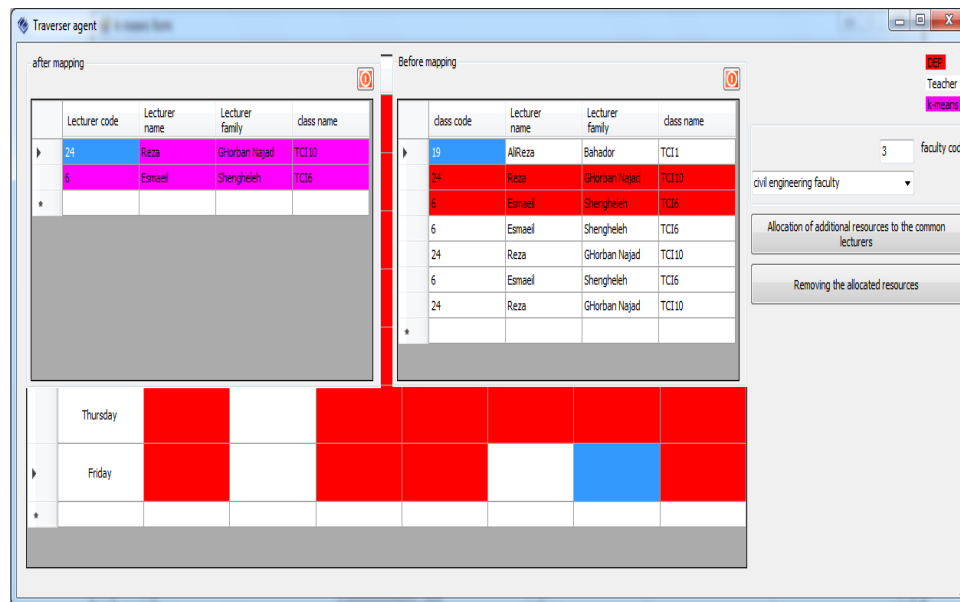 Traverser agent
k-means form
after mapping
Lecturer code Lecturer name Lecturer family class name
24 Reza GHorban Najad TCI10
6 Esmaeil Shengheleh TCI6
*
Before mapping
class code Lecturer name Lecturer family class name
19 AliReza Bahador TCI1
24 Reza GHorban Najad TCI10
6 Esmaeil Shengheleh TCI6
6 Esmaeil Shengheleh TCI6
24 Reza GHorban Najad TCI10
6 Esmaeil Shengheleh TCI6
24 Reza GHorban Najad TCI10
*
DEP
Teacher
k-means
3 faculty cod
civil engineering faculty
Allocation of additional resources to the common
lecturers
Removing the allocated resources
Thursday
Friday
*